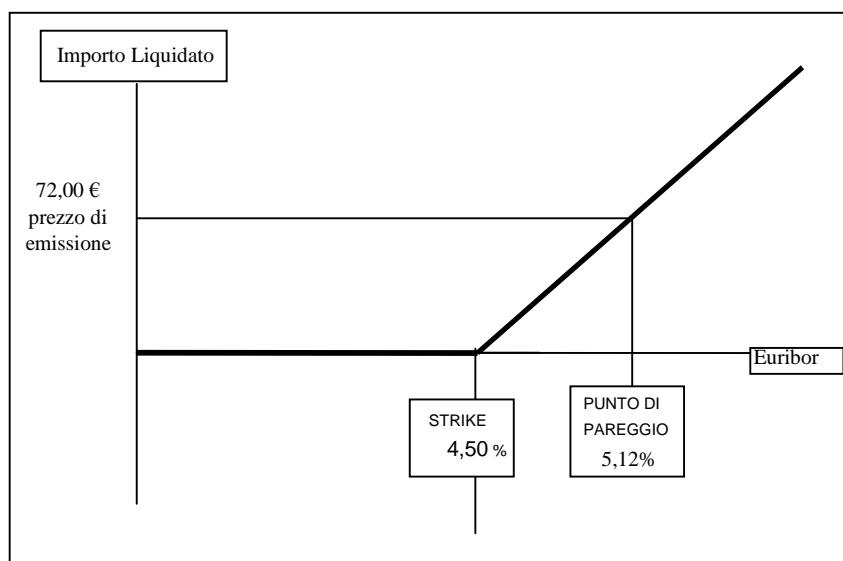 Importo Liquidato
72,00 €
prezzo di
emissione
Euribor
STRIKE
4,50 %
PUNTO DI
PAREGGIO
5,12%